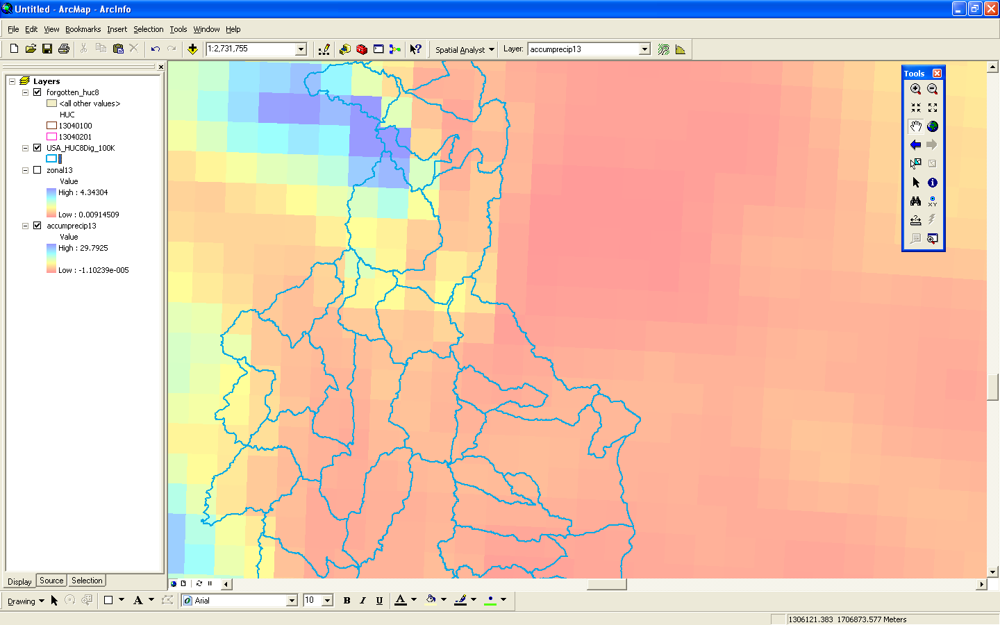 Untitled - ArcMap - ArcInfo
File Edit View Bookmarks Insert Selection Tools Window Help
1:2,731,755 Spatial Analyst Layer: accumprecip13
Layers
forgotten_huc8
<all other values>
HUC
13040100
13040201
USA_HUC8Dig_100K
zonal13
Value
High : 4.34304
Low : 0.00914509
accumprecip13
Value
High : 29.7925
Low : -1.10239e-005
Tools
XY
Display Source Selection
Drawing A Arial 10 B I U A
1306121.383 1706873.577 Meters